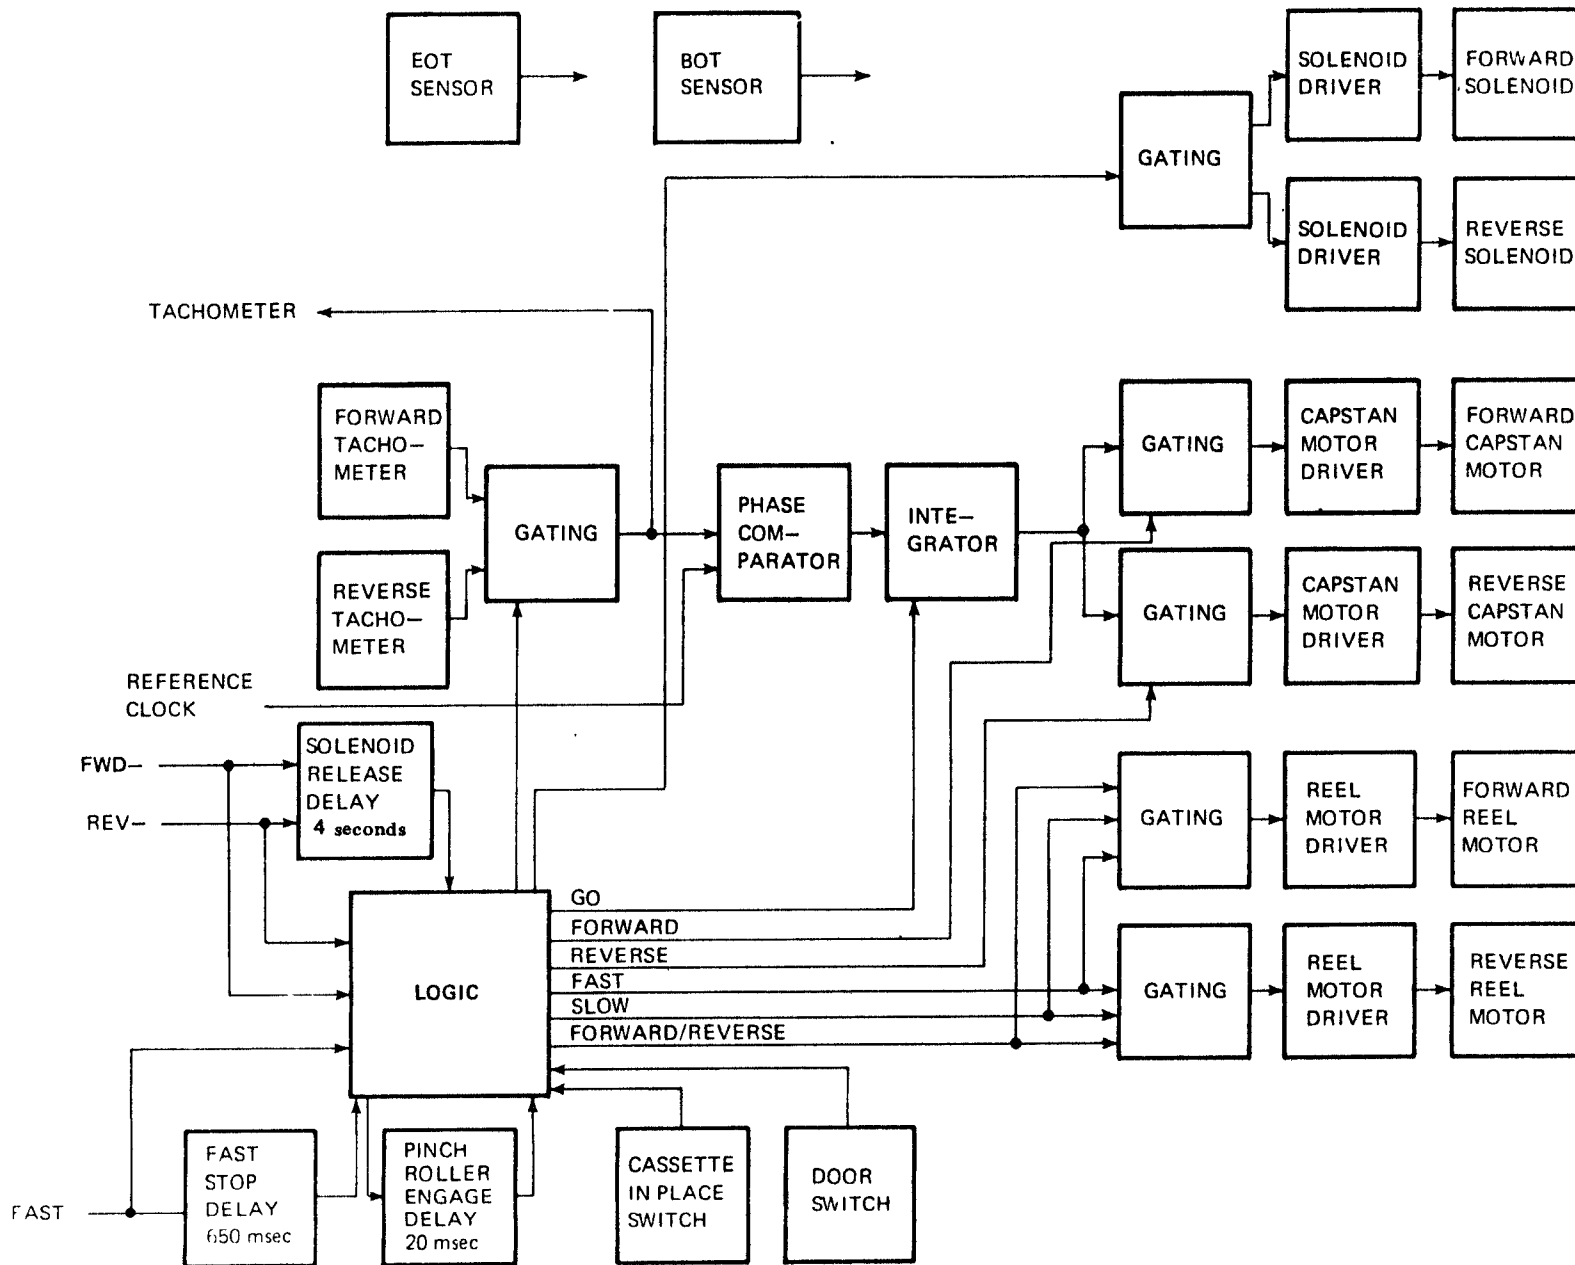 EOT
SENSOR
BOT
SENSOR
SOLENOID
DRIVER
FORWARD
SOLENOID
GATING
SOLENOID
DRIVER
REVERSE
SOLENOID
TACHOMETER
FORWARD
TACHO—
METER
GATING
PHASE
COM—
PARATOR
INTE—
GRATOR
GATING
CAPSTAN
MOTOR
DRIVER
FORWARD
CAPSTAN
MOTOR
REVERSE
TACHO—
METER
GATING
CAPSTAN
MOTOR
DRIVER
REVERSE
CAPSTAN
MOTOR
REFERENCE
CLOCK
FWD—
REV—
SOLENOID
RELEASE
DELAY
4 seconds
GATING
REEL
MOTOR
DRIVER
FORWARD
REEL
MOTOR
LOGIC
GO
FORWARD
REVERSE
FAST
SLOW
FORWARD/REVERSE
GATING
REEL
MOTOR
DRIVER
REVERSE
REEL
MOTOR
FAST
FAST
STOP
DELAY
650 msec
PINCH
ROLLER
ENGAGE
DELAY
20 msec
CASSETTE
IN PLACE
SWITCH
DOOR
SWITCH